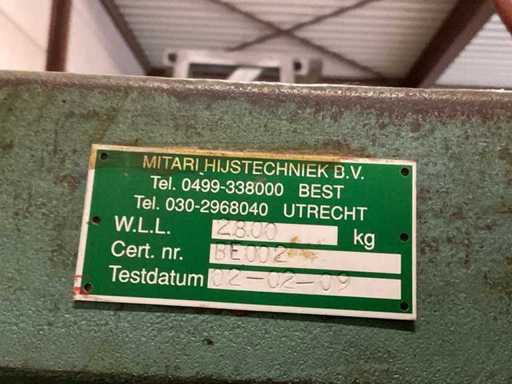 MITARI HIJSTECHNIEK B.V.
Tel. 0499-338000 BEST
Tel. 030-2968040 UTRECHT
W.L.L. 2800 kg
Cert. nr. BE002
Testdatum 02-02-09